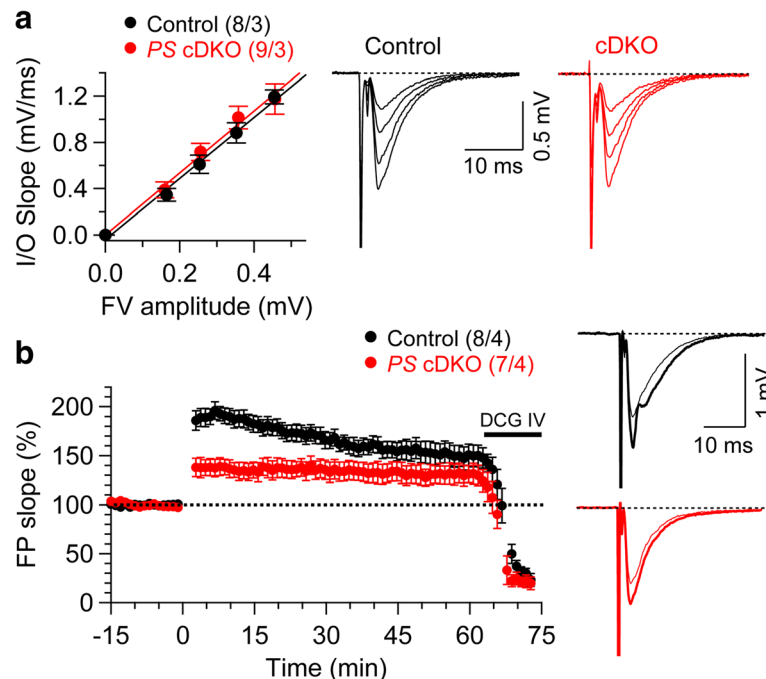 a
Control (8/3)
PS cDKO (9/3)
I/O Slope (mV/ms)
1.2
0.8
0.4
0.0
0.0 0.2 0.4
FV amplitude (mV)
Control
cDKO
0.5 mV
10 ms
b
Control (8/4)
PS cDKO (7/4)
DCG IV
FP slope (%)
200
150
100
50
0
-15 0 15 30 45 60 75
Time (min)
1 mV
10 ms